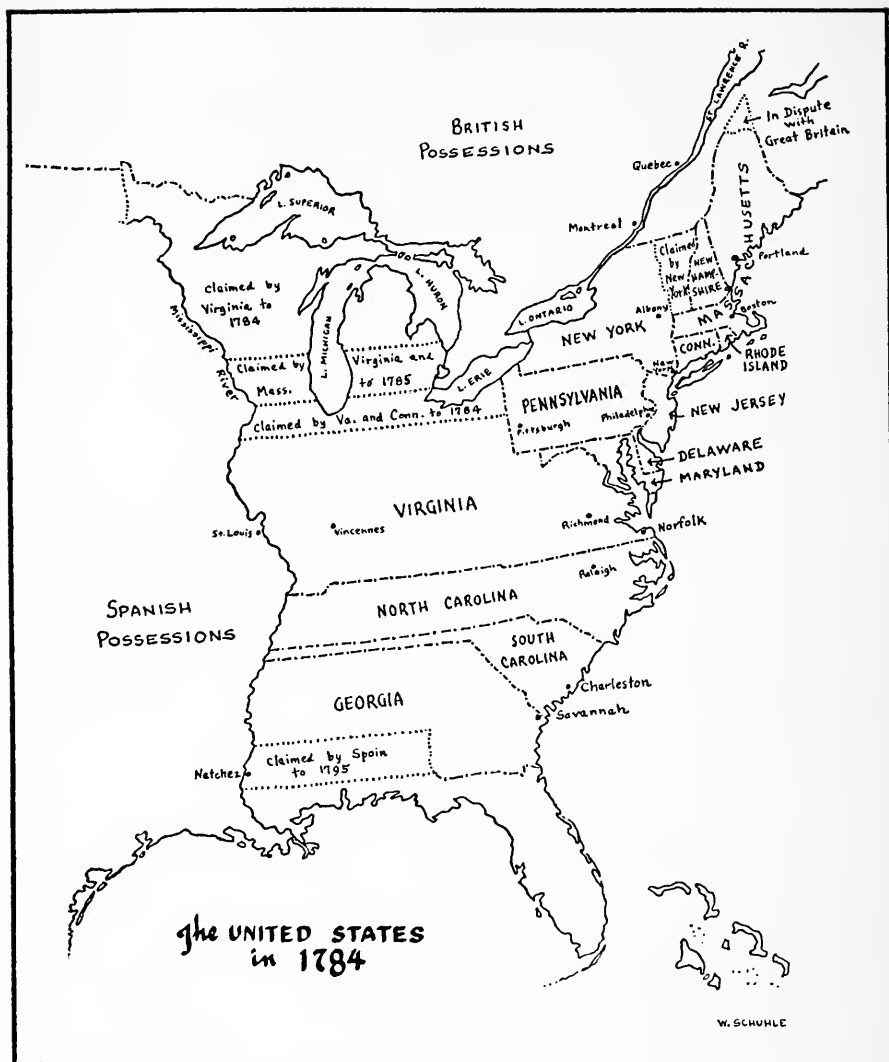 BRITISH
POSSESSIONS
ST. LAWRENCE R.
In Dispute
with
Great Britain
Quebec
Montreal
L. SUPERIOR
Claimed by
Virginia to
1784
Mississippi
River
L. MICHIGAN
L. HURON
L. ONTARIO
L. ERIE
Claimed
by
New
York
NEW
HAMP-
SHIRE
MASSACHUSETTS
Portland
Albany
MASS
Boston
NEW YORK
CONN.
RHODE
ISLAND
New
York
Claimed by
Mass.
Virginia and
to 1785
Claimed by Va. and Conn. to 1784
PENNSYLVANIA
Pittsburgh
Philadelph
NEW JERSEY
DELAWARE
MARYLAND
VIRGINIA
St. Louis
Vincennes
Richmond
Norfolk
Raleigh
NORTH CAROLINA
SPANISH
POSSESSIONS
SOUTH
CAROLINA
Charleston
GEORGIA
Savannah
Claimed by Spain
to 1795
Natchez
The UNITED STATES
in 1784
W. SCHUHLE